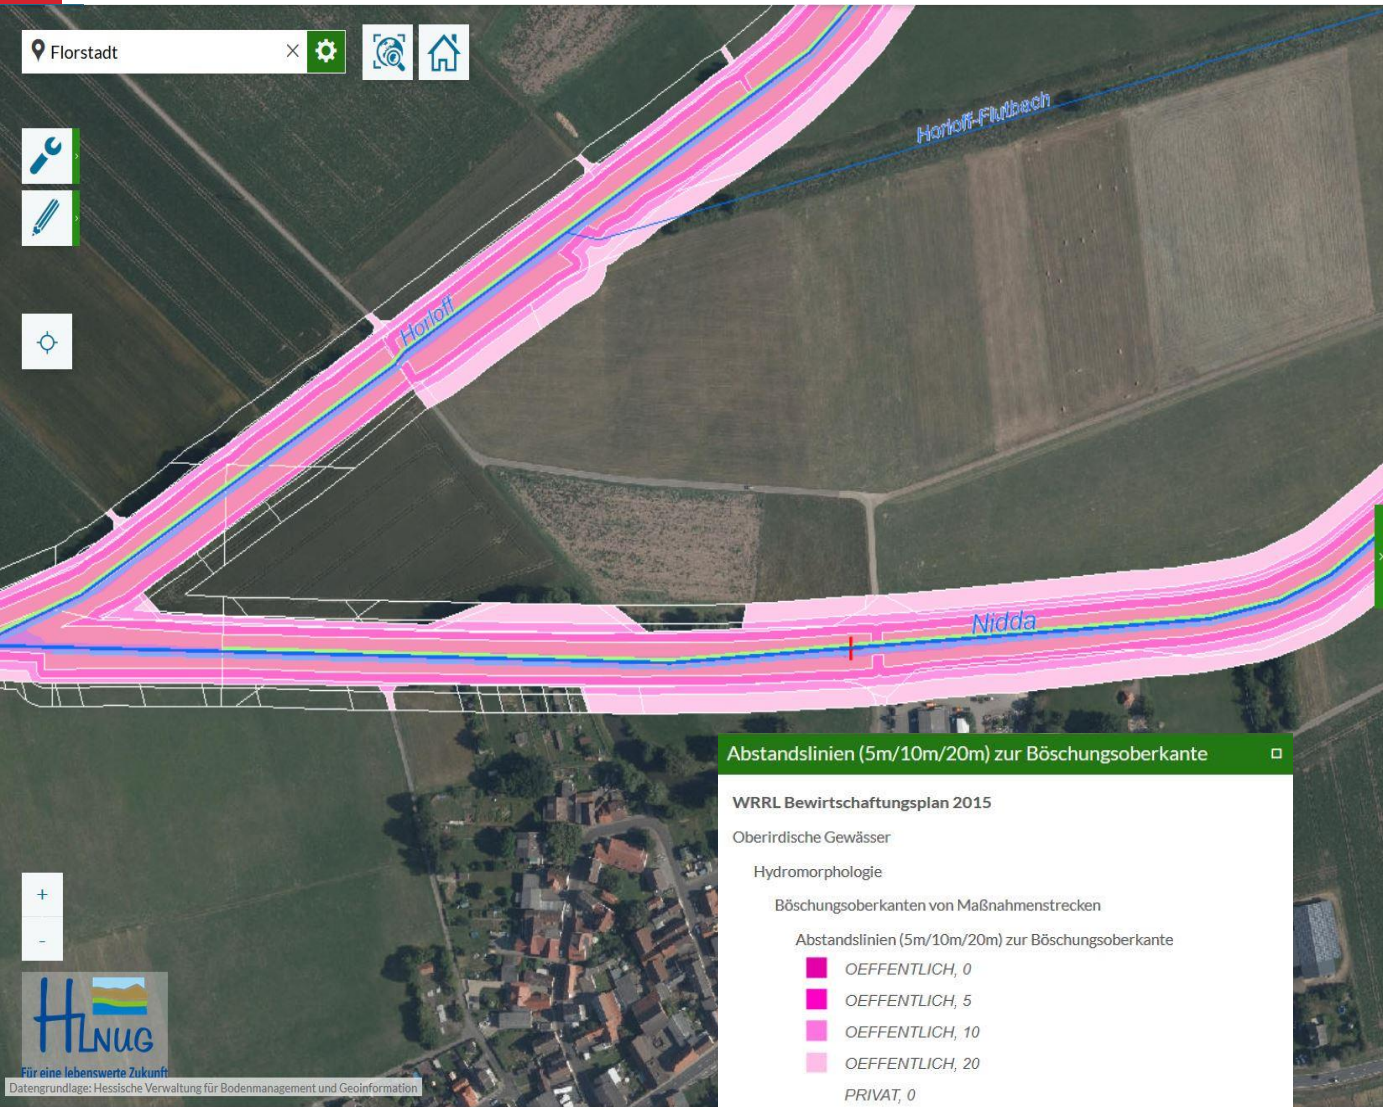 Florstadt
Horloff-Flutbach
Horloff
Nidda
Abstandslinien (5m/10m/20m) zur Böschungsoberkante
WRRL Bewirtschaftungsplan 2015
Oberirdische Gewässer
Hydromorphologie
Böschungsoberkanten von Maßnahmenstrecken
Abstandslinien (5m/10m/20m) zur Böschungsoberkante
OEFFENTLICH, 0
OEFFENTLICH, 5
OEFFENTLICH, 10
OEFFENTLICH, 20
PRIVAT, 0
+
-
HLNUG
Für eine lebenswerte Zukunft
Datengrundlage: Hessische Verwaltung für Bodenmanagement und Geoinformation